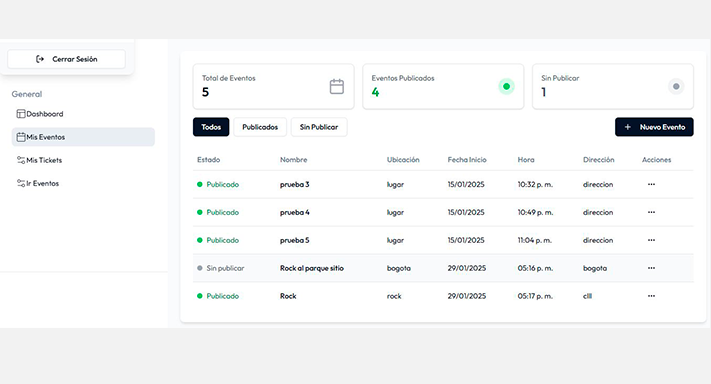 Cerrar Sesión
General
Dashboard
Mis Eventos
Mis Tickets
Ir Eventos
Total de Eventos
5
Eventos Publicados
4
Sin Publicar
1
Todos Publicados Sin Publicar
+ Nuevo Evento
Estado Nombre Ubicación Fecha Inicio Hora Dirección Acciones
Publicado prueba 3 lugar 15/01/2025 10:32 p. m. direccion ...
Publicado prueba 4 lugar 15/01/2025 10:49 p. m. direccion ...
Publicado prueba 5 lugar 15/01/2025 11:04 p. m. direccion ...
Sin publicar Rock al parque sitio bogota 29/01/2025 05:16 p. m. bogota ...
Publicado Rock rock 29/01/2025 05:17 p. m. clll ...